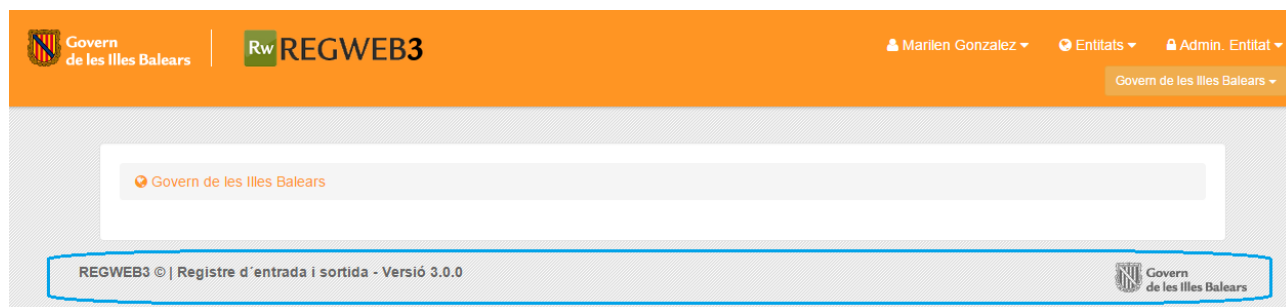 Govern
de les Illes Balears
Rw REGWEB3
Marilen Gonzalez
Entitats
Admin. Entitat
Govern de les Illes Balears
Govern de les Illes Balears
REGWEB3 © | Registre d´entrada i sortida - Versió 3.0.0
Govern
de les Illes Balears